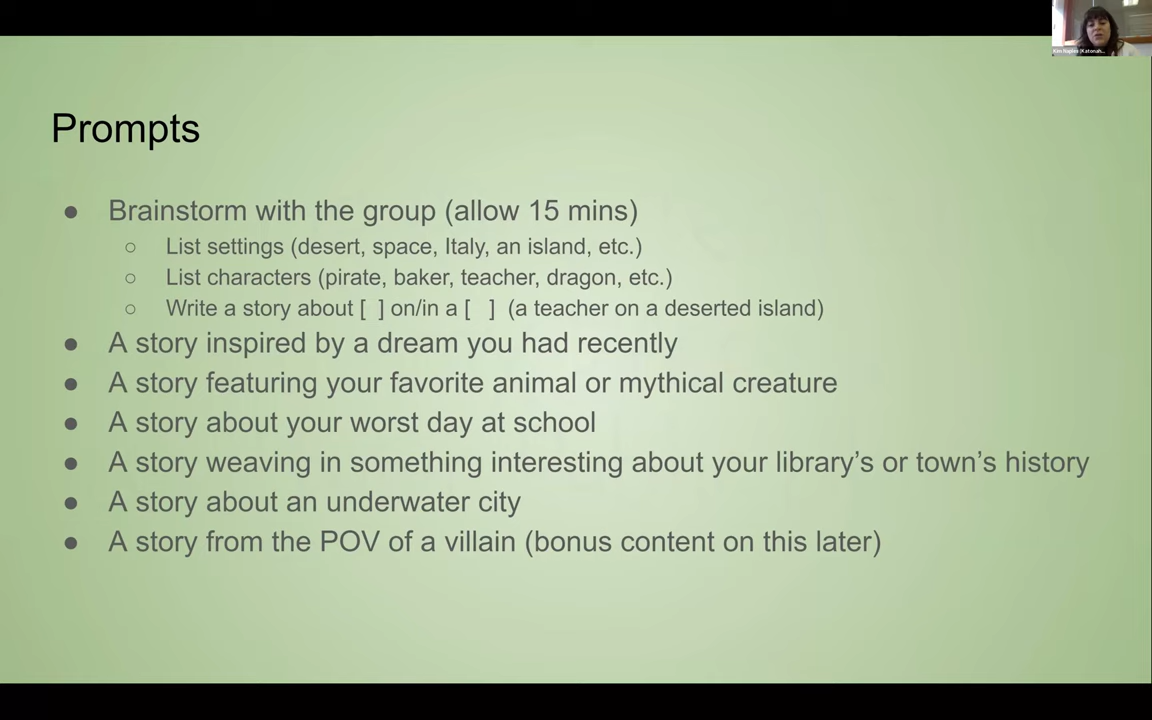 Prompts
● Brainstorm with the group (allow 15 mins)
○ List settings (desert, space, Italy, an island, etc.)
○ List characters (pirate, baker, teacher, dragon, etc.)
○ Write a story about [ ] on/in a [ ] (a teacher on a deserted island)
● A story inspired by a dream you had recently
● A story featuring your favorite animal or mythical creature
● A story about your worst day at school
● A story weaving in something interesting about your library’s or town’s history
● A story about an underwater city
● A story from the POV of a villain (bonus content on this later)